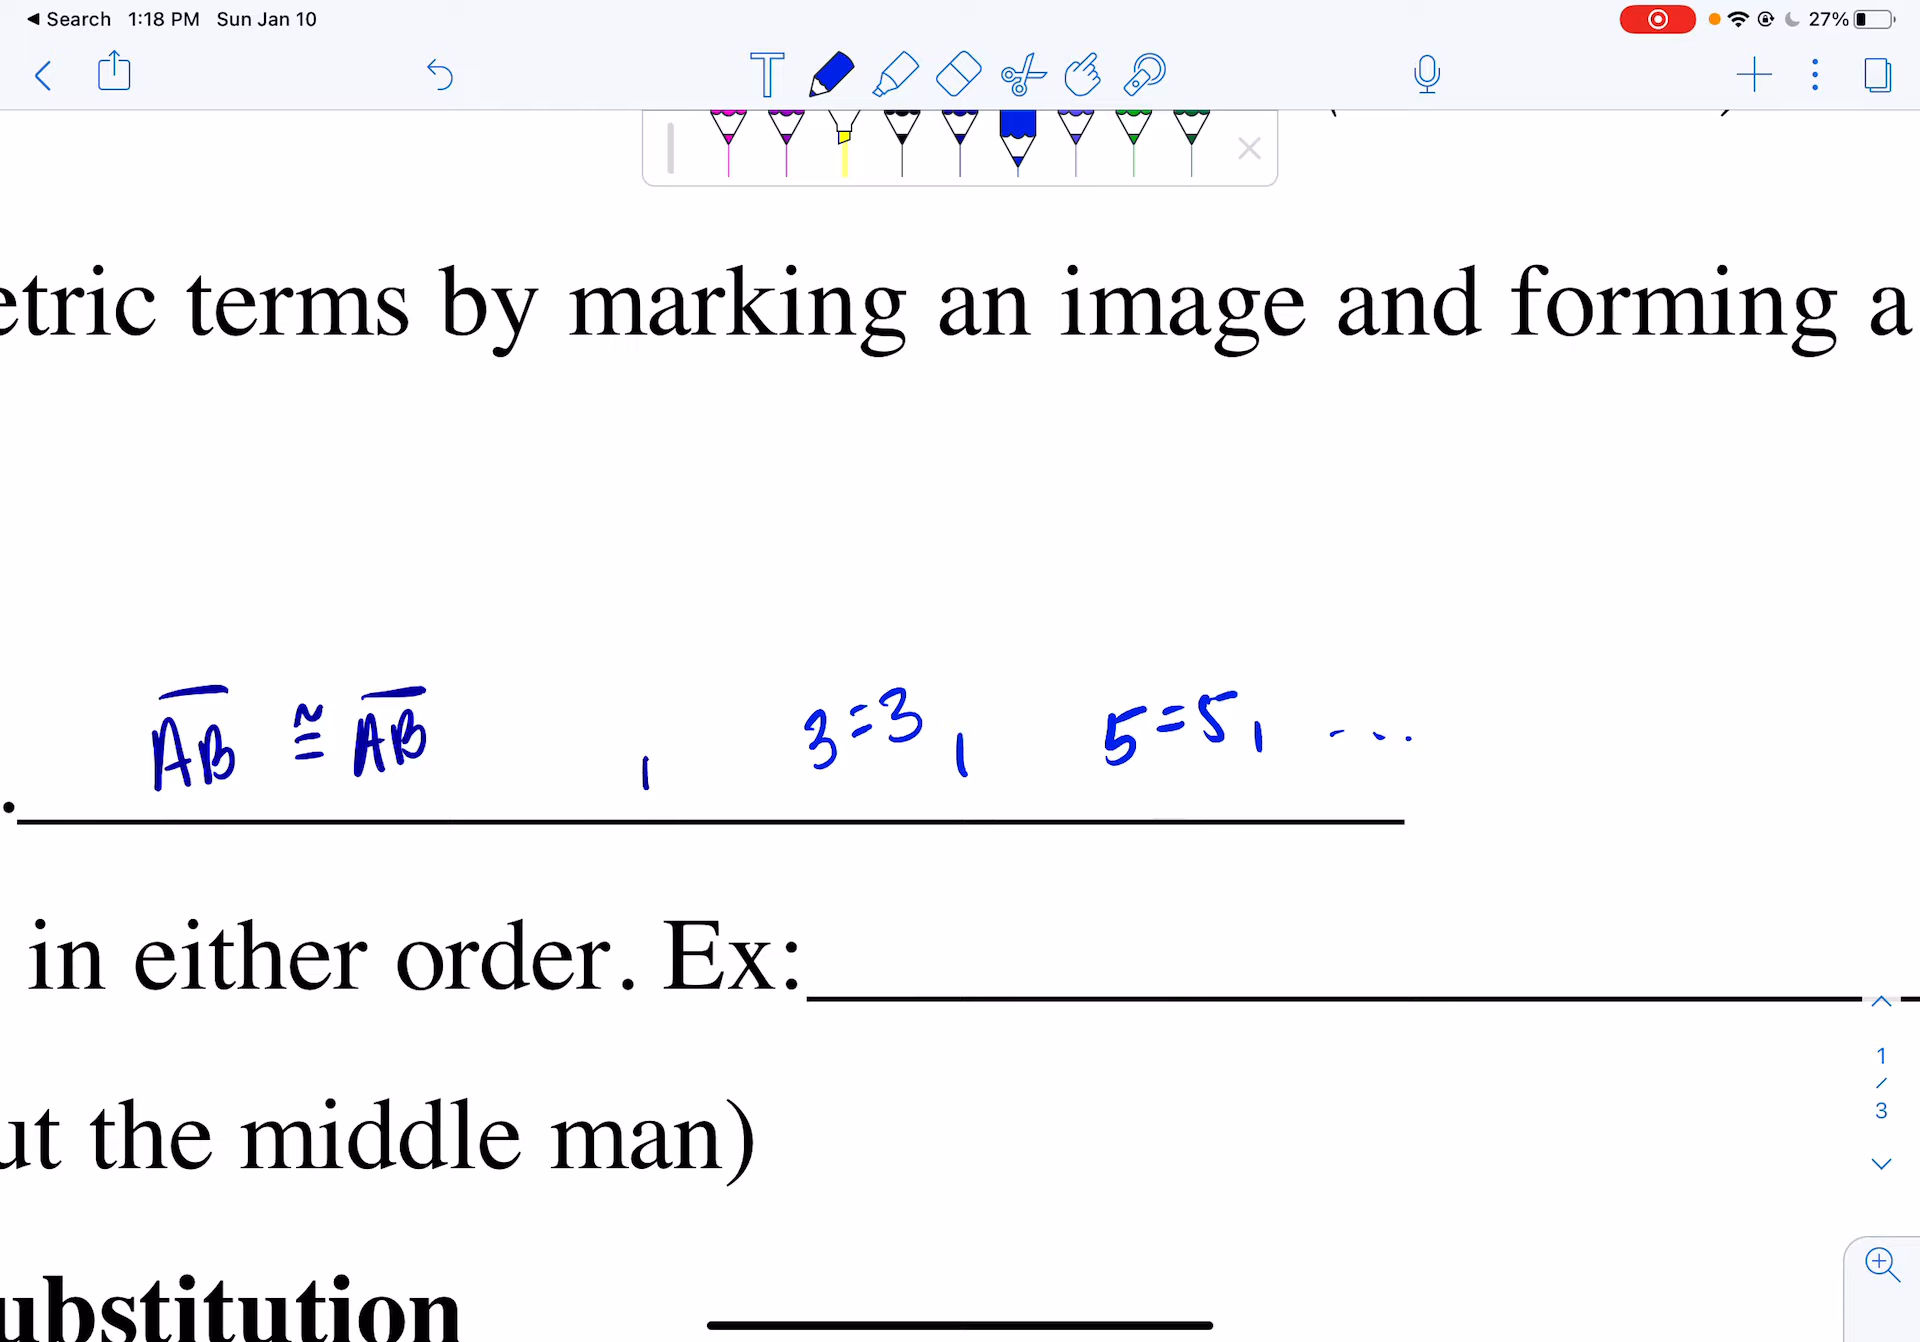 ◀ Search 1:18 PM Sun Jan 10 27%
T
etric terms by marking an image and forming a
AB ≅ AB , 3=3, 5=5, ...
.
in either order. Ex:
1
/
3
ut the middle man)
ubstitution